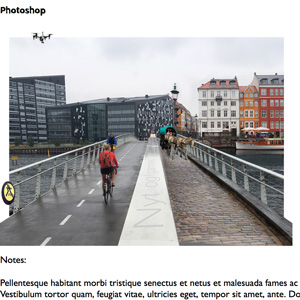 Photoshop
Nyt
Notes:
Pellentesque habitant morbi tristique senectus et netus et malesuada fames ac
Vestibulum tortor quam, feugiat vitae, ultricies eget, tempor sit amet, ante. Do